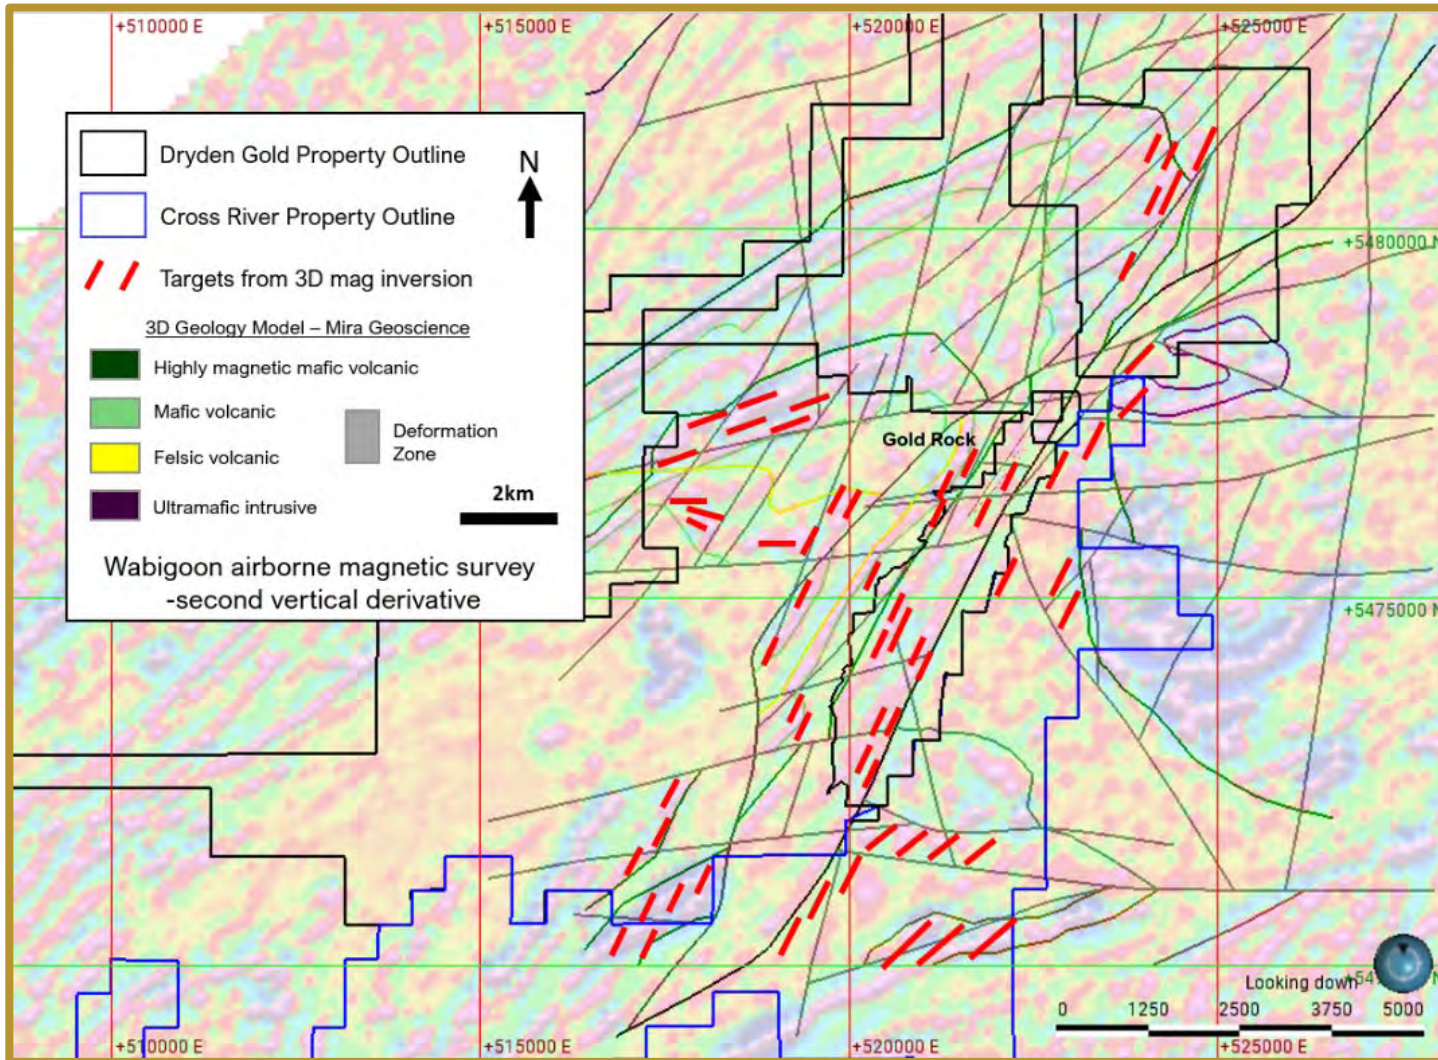 +510000 E
+515000 E
+520000 E
+525000 E
Dryden Gold Property Outline
N
Cross River Property Outline
+5480000 N
Targets from 3D mag inversion
3D Geology Model – Mira Geoscience
Highly magnetic mafic volcanic
Mafic volcanic
Deformation
Zone
Felsic volcanic
Gold Rock
2km
Ultramafic intrusive
Wabigoon airborne magnetic survey
-second vertical derivative
+5475000 N
Looking down
0 1250 2500 3750 5000
+510000 E
+515000 E
+520000 E
+525000 E